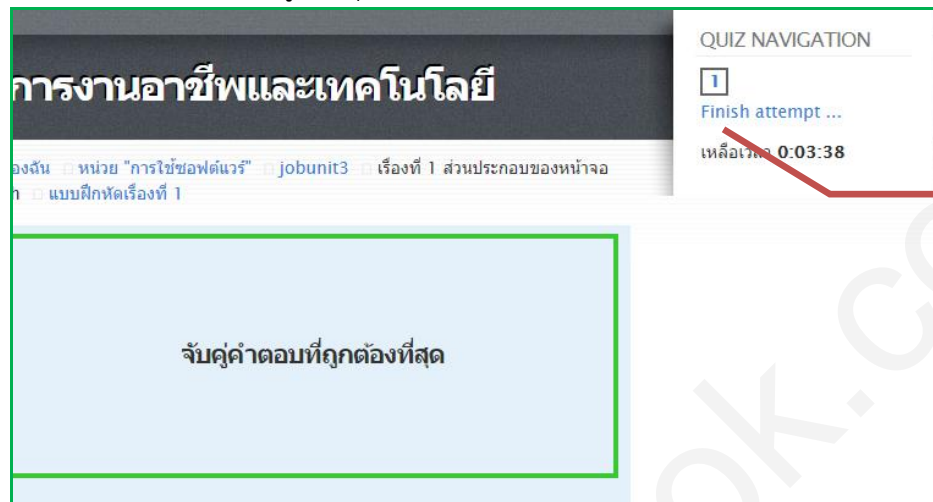 การงานอาชีพและเทคโนโลยี
QUIZ NAVIGATION
1
Finish attempt ...
เหลือเวลา 0:03:38
องฉัน หน่วย "การใช้ซอฟต์แวร์" jobunit3 เรื่องที่ 1 ส่วนประกอบของหน้าจอ
แบบฝึกหัดเรื่องที่ 1
จับคู่คำตอบที่ถูกต้องที่สุด
ok.c